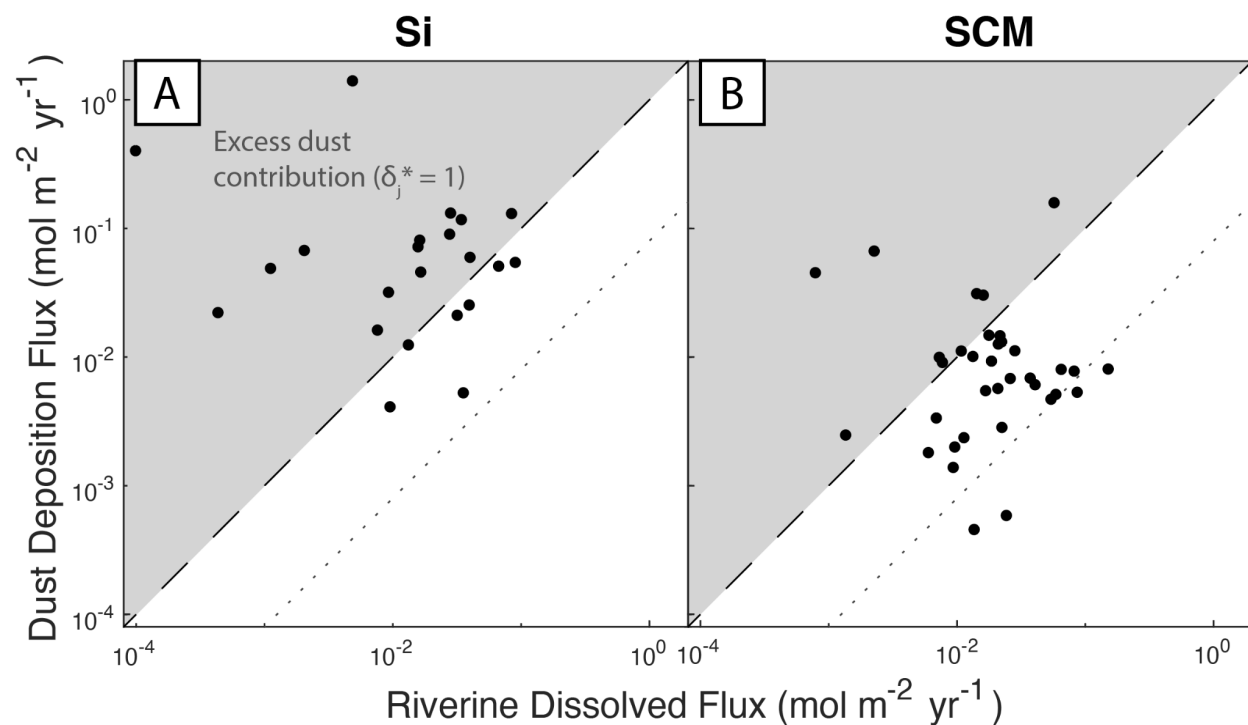 Si
SCM
A
B
Excess dust
contribution (δj* = 1)
Dust Deposition Flux (mol m-2 yr-1)
10^0
10^-1
10^-2
10^-3
10^-4
10^-4
10^-2
10^0
10^-4
10^-2
10^0
Riverine Dissolved Flux (mol m-2 yr-1)